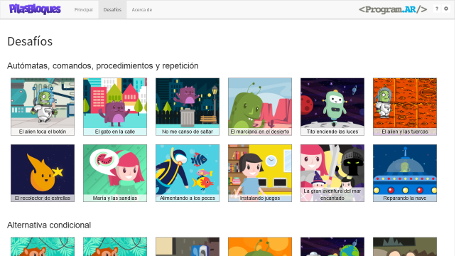 PilasBloques
Principal
Desafíos
Acerca de
<Program.AR/>
?
Desafíos
Autómatas, comandos, procedimientos y repetición
El alien toca el botón
El gato en la calle
No me canso de saltar
El marciano en el desierto
Tito enciende las luces
El alien y las tuercas
El recolector de estrellas
María y las sandías
Alimentando a los peces
Instalando juegos
La gran aventura del mar encantado
Reparando la nave
Alternativa condicional